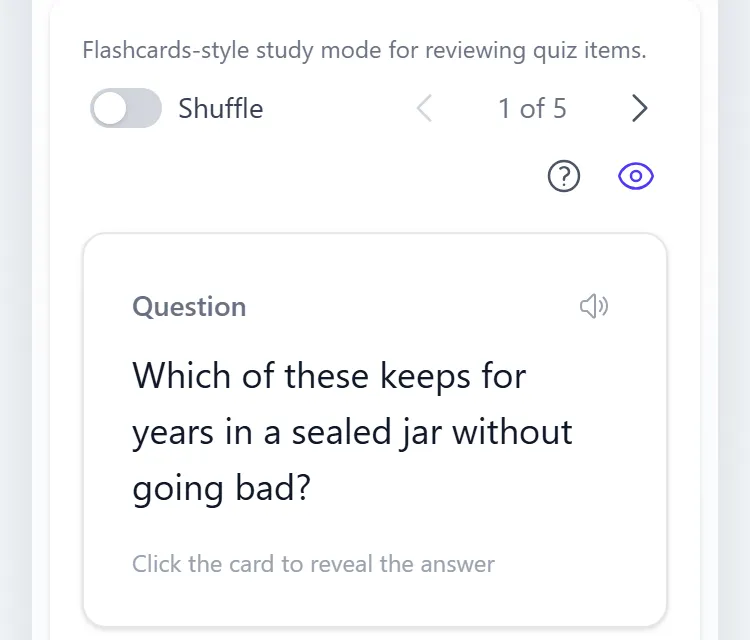 Flashcards-style study mode for reviewing quiz items.
Shuffle
1 of 5
?
Question
Which of these keeps for
years in a sealed jar without
going bad?
Click the card to reveal the answer